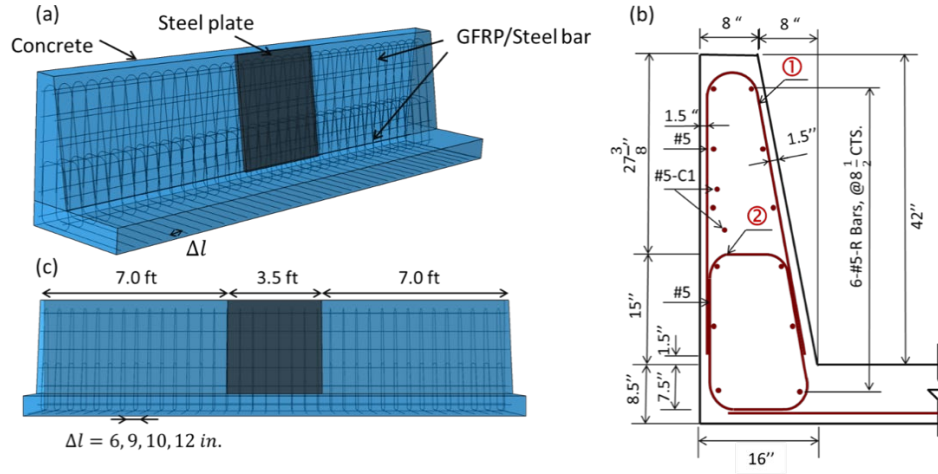 (a)
Steel plate
Concrete
GFRP/Steel bar
Δl
(c)
7.0 ft
3.5 ft
7.0 ft
Δl = 6, 9, 10, 12 in.
(b)
8 “
8 “
①
1.5 “
1.5’’
#5
27 3/8 ’’
#5-C1
6-#5-R Bars, @8 1/2 CTS.
42’’
②
15’’
#5
1.5’’
8.5’’
7.5’’
16’’